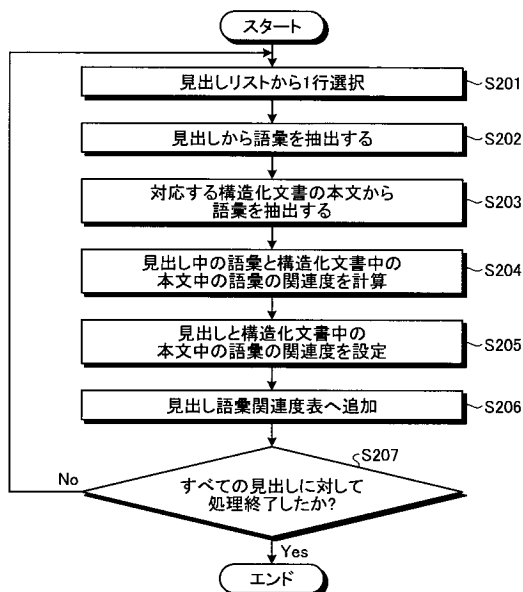 スタート
見出しリストから1行選択
S201
見出しから語彙を抽出する
S202
対応する構造化文書の本文から
語彙を抽出する
S203
見出し中の語彙と構造化文書中の
本文中の語彙の関連度を計算
S204
見出しと構造化文書中の
本文中の語彙の関連度を設定
S205
見出し語彙関連度表へ追加
S206
S207
すべての見出しに対して
処理終了したか?
No
Yes
エンド